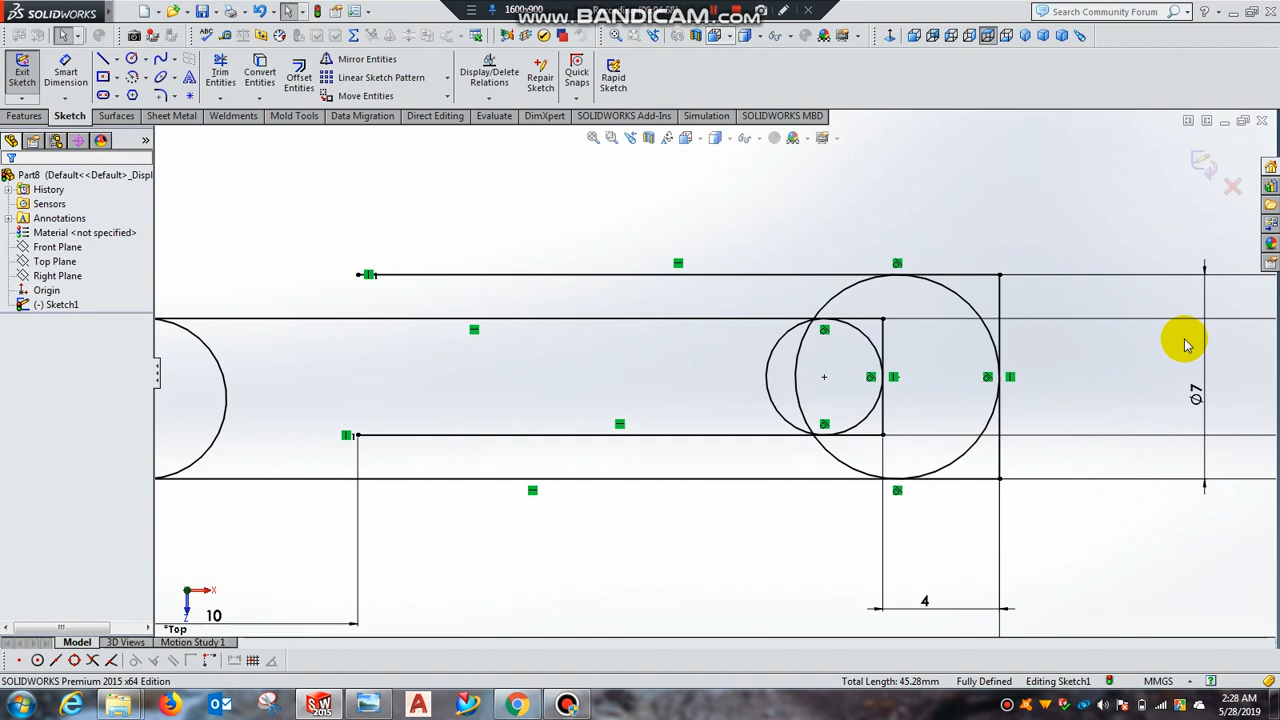 SOLIDWORKS
1600x900
www.BANDICAM.com
Search Community Forum
Exit Sketch
Smart Dimension
Trim Entities
Convert Entities
Offset Entities
Mirror Entities
Linear Sketch Pattern
Move Entities
Display/Delete Relations
Repair Sketch
Quick Snaps
Rapid Sketch
Features
Sketch
Surfaces
Sheet Metal
Weldments
Mold Tools
Data Migration
Direct Editing
Evaluate
DimXpert
SOLIDWORKS Add-Ins
Simulation
SOLIDWORKS MBD
Part8 (Default<<Default>_Displ
History
Sensors
Annotations
Material <not specified>
Front Plane
Top Plane
Right Plane
Origin
(-) Sketch1
1
1
Ø7
4
10
X
Z
*Top
Model
3D Views
Motion Study 1
SOLIDWORKS Premium 2015 x64 Edition
Total Length: 45.28mm
Fully Defined
Editing Sketch1
MMGS
2:28 AM
5/28/2019